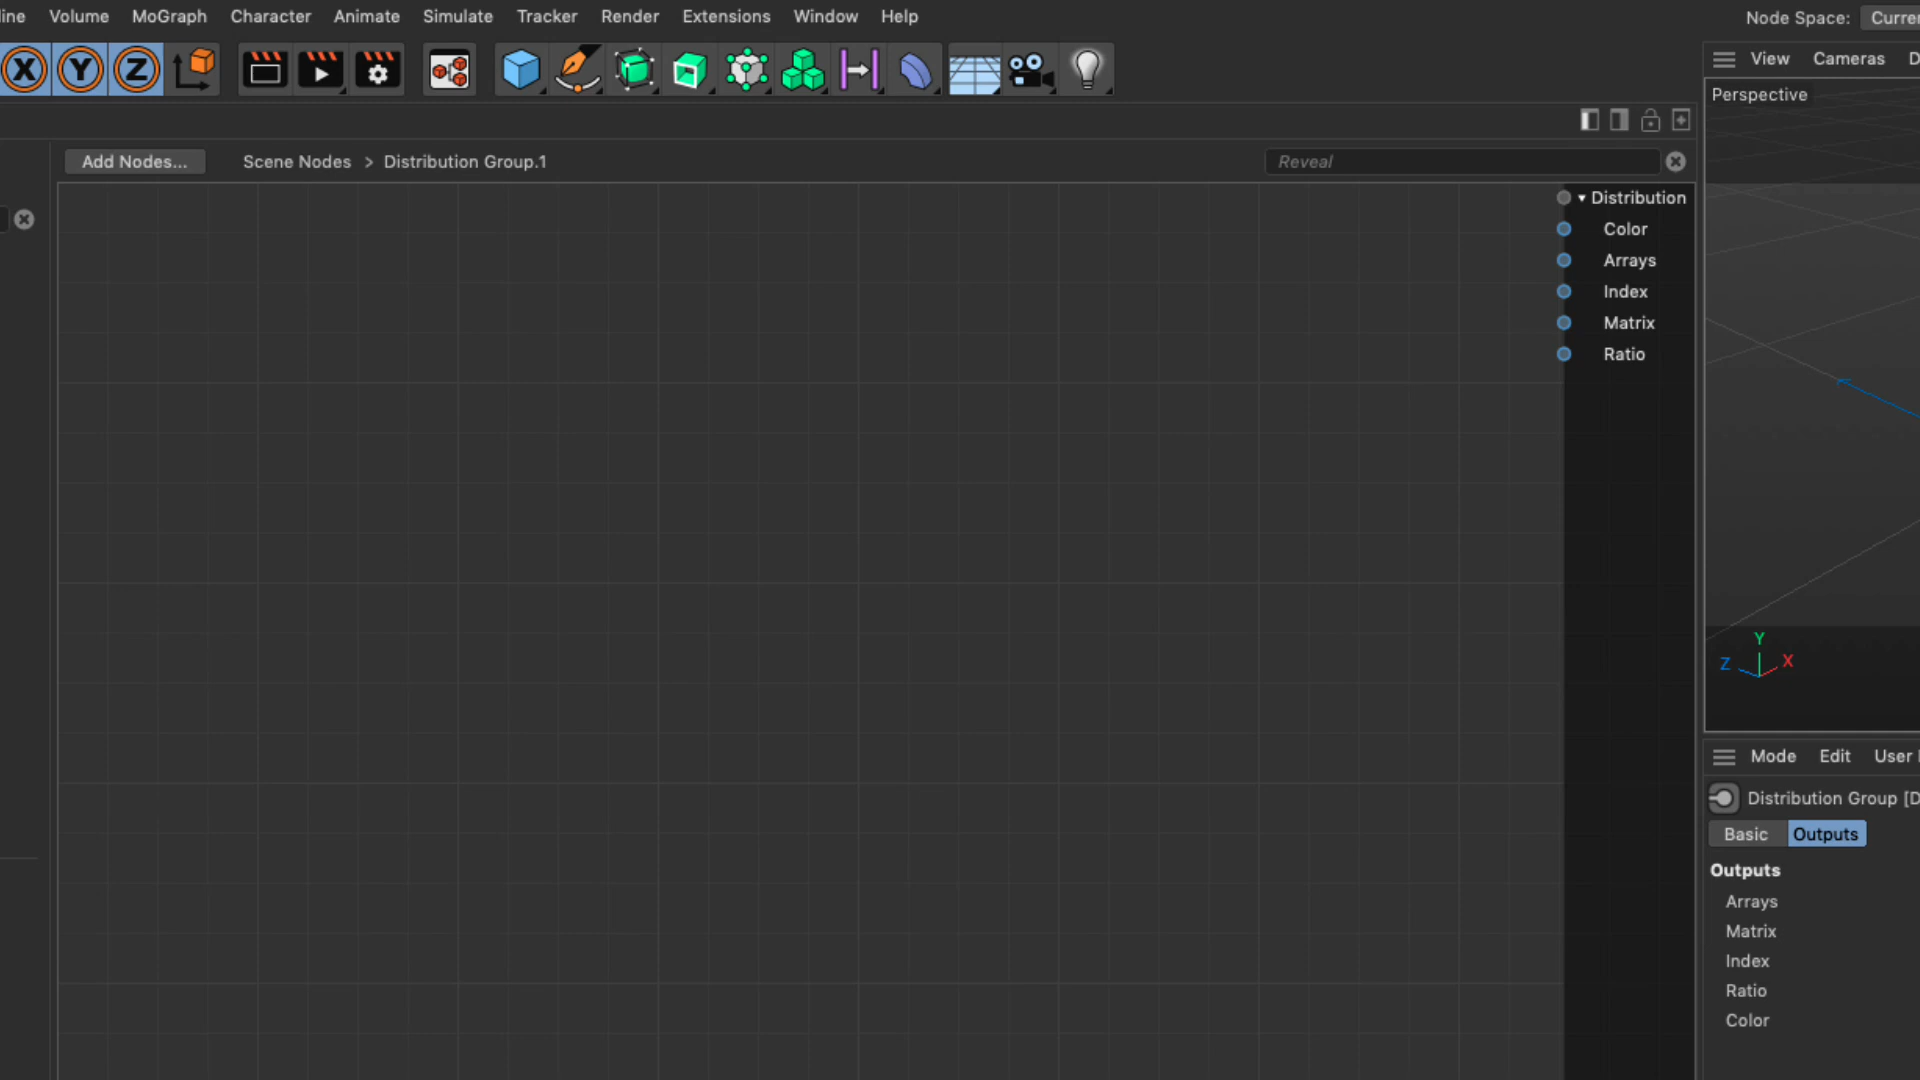 Volume MoGraph Character Animate Simulate Tracker Render Extensions Window Help
Node Space:
X Y Z
View Cameras
Perspective
Add Nodes... Scene Nodes > Distribution Group.1 Reveal
Distribution
Color
Arrays
Index
Matrix
Ratio
Y
Z X
Mode Edit User
Distribution Group [D
Basic Outputs
Outputs
Arrays
Matrix
Index
Ratio
Color